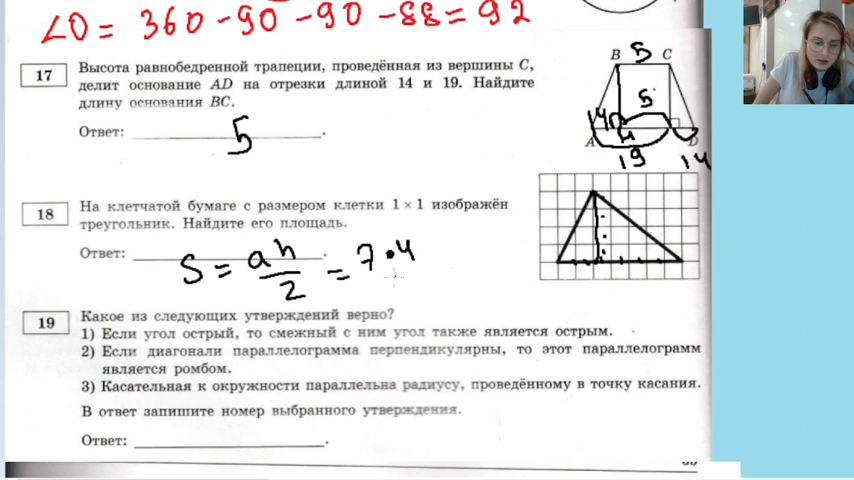 ∠O = 360 - 90 - 90 - 88 = 92
17 Высота равнобедренной трапеции, проведённая из вершины C,
делит основание AD на отрезки длиной 14 и 19. Найдите
длину основания BC.
Ответ: 5.
B 5 C
5
14 H
A D
19 14
18 На клетчатой бумаге с размером клетки 1 × 1 изображён
треугольник. Найдите его площадь.
Ответ: .
S = ah/2 = 7·4
19 Какое из следующих утверждений верно?
1) Если угол острый, то смежный с ним угол также является острым.
2) Если диагонали параллелограмма перпендикулярны, то этот параллелограмм
является ромбом.
3) Касательная к окружности параллельна радиусу, проведённому в точку касания.
В ответ запишите номер выбранного утверждения.
Ответ: .